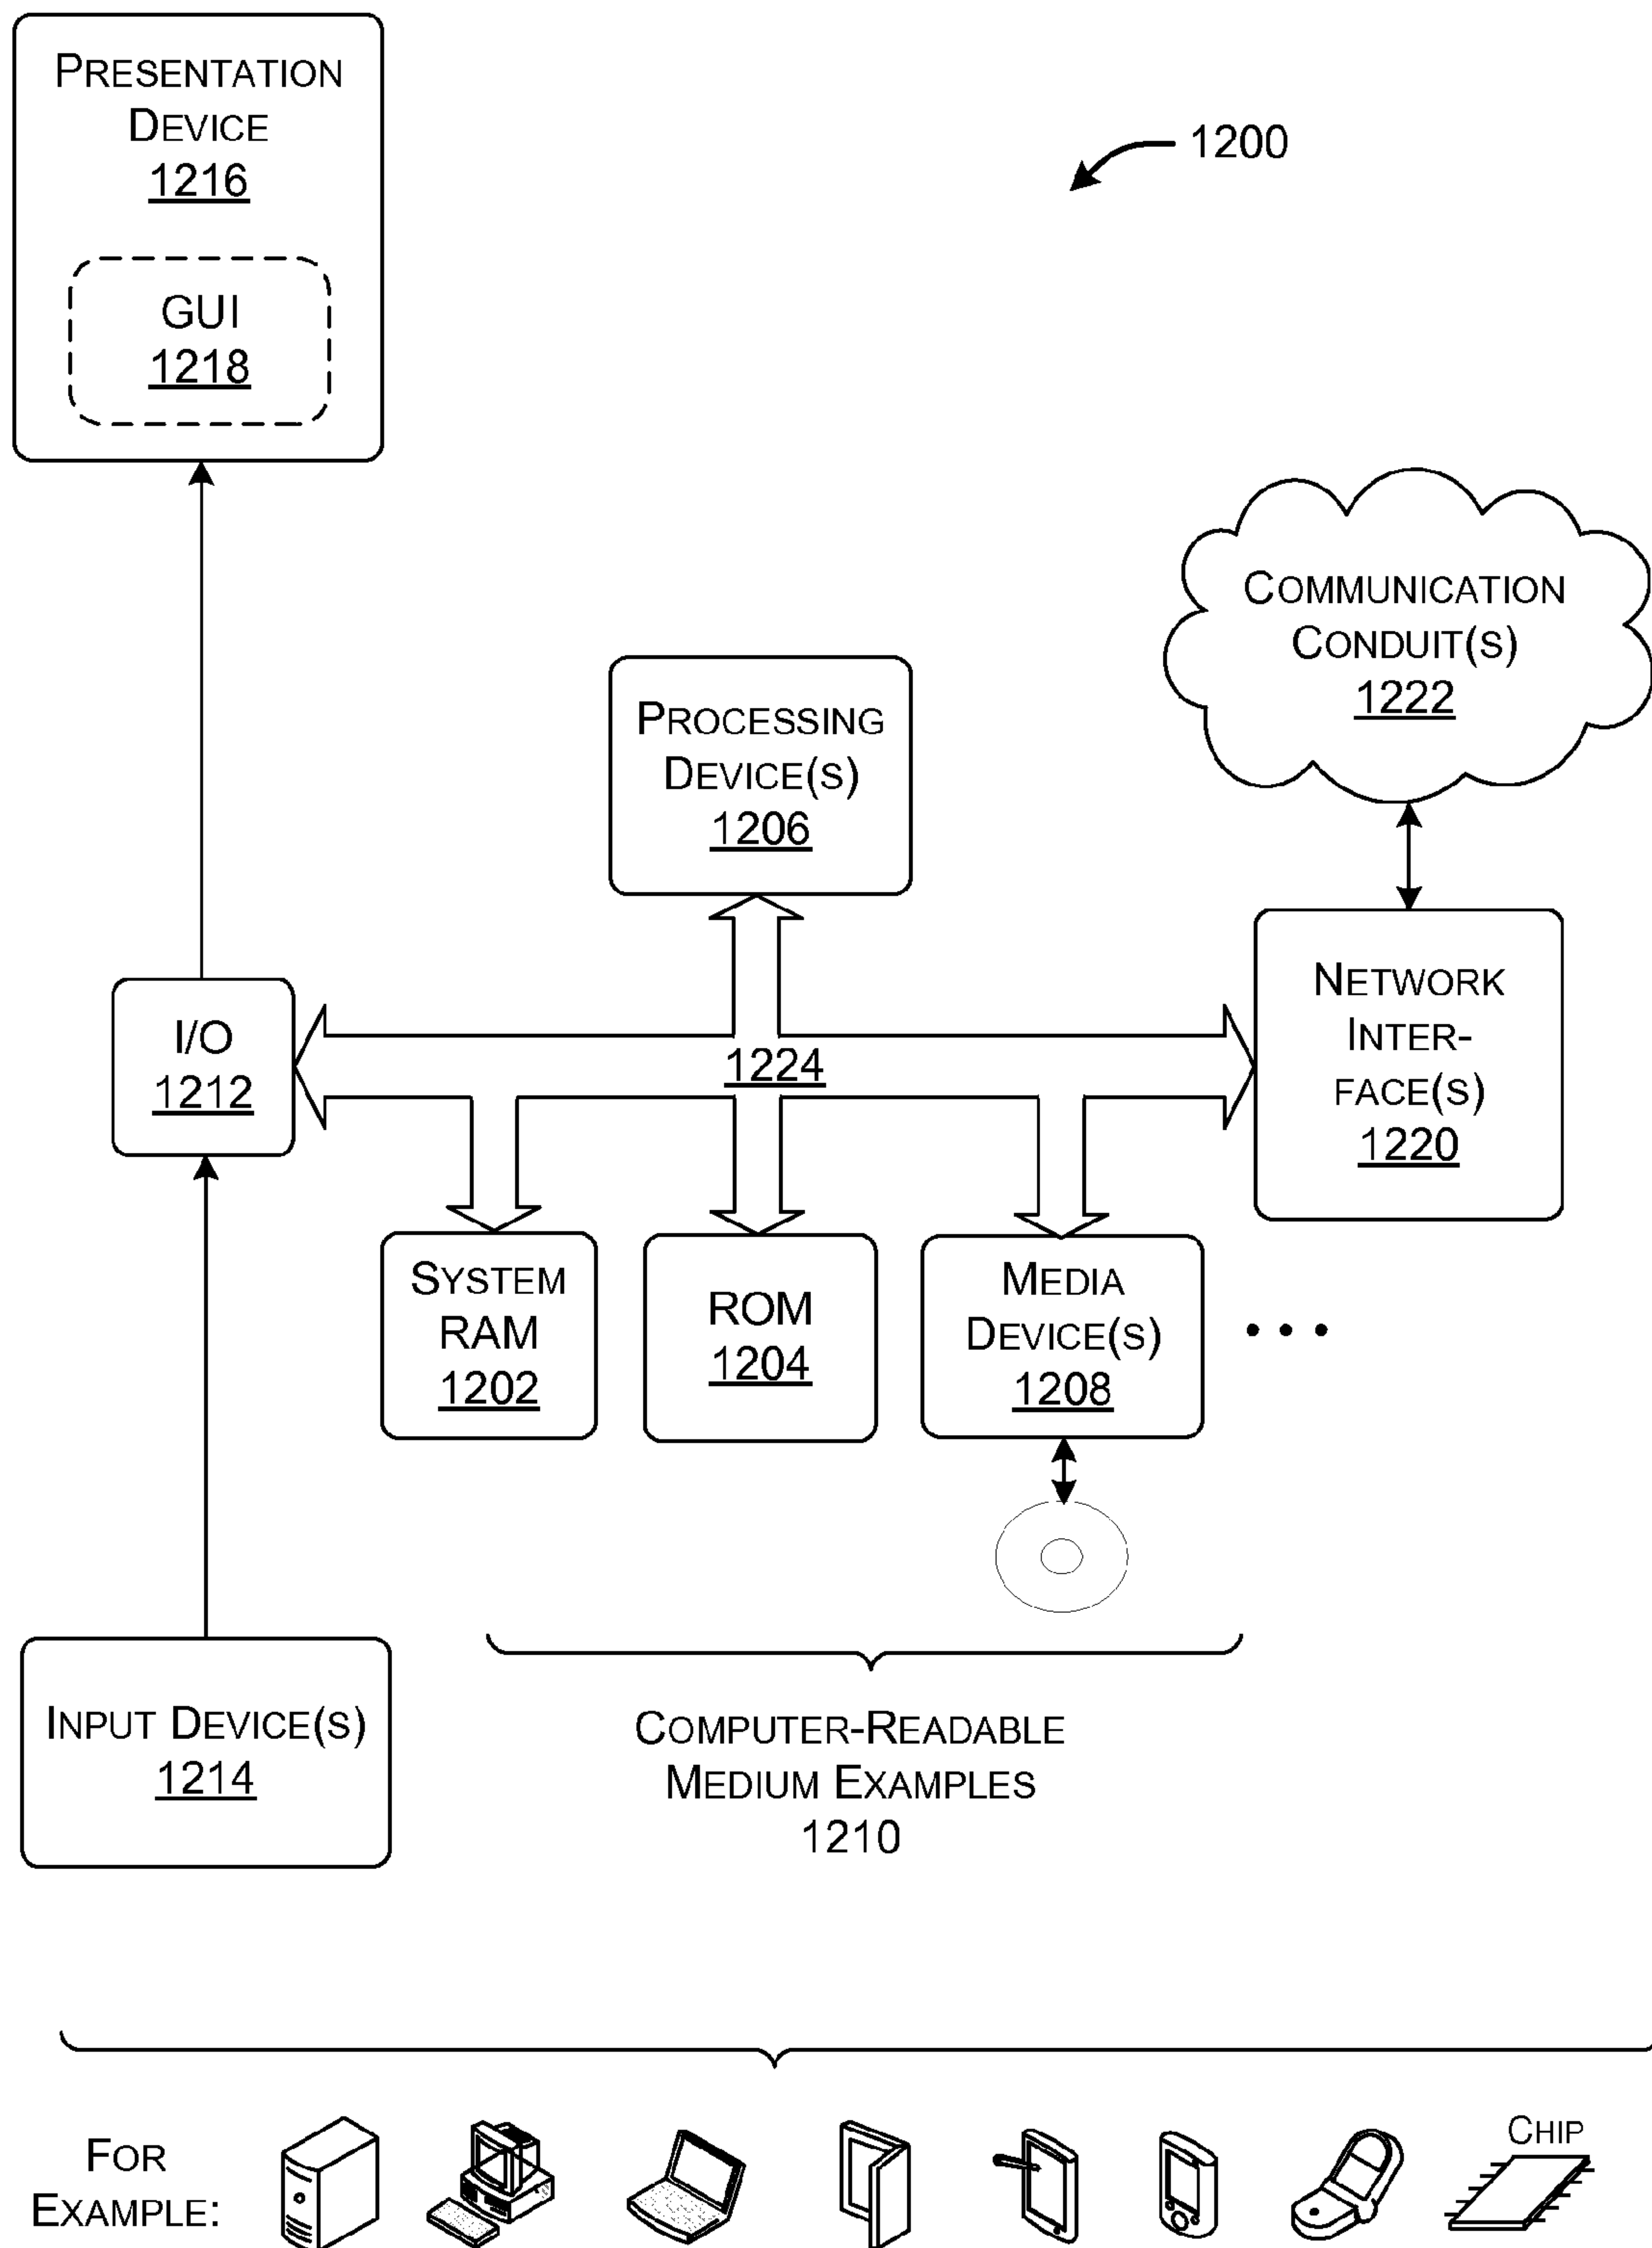 PRESENTATION
DEVICE
1216
GUI
1218
1200
COMMUNICATION
CONDUIT(S)
1222
PROCESSING
DEVICE(S)
1206
I/O
1212
1224
NETWORK
INTER-
FACE(S)
1220
SYSTEM
RAM
1202
ROM
1204
MEDIA
DEVICE(S)
1208
• • •
INPUT DEVICE(S)
1214
COMPUTER-READABLE
MEDIUM EXAMPLES
1210
FOR
EXAMPLE:
CHIP